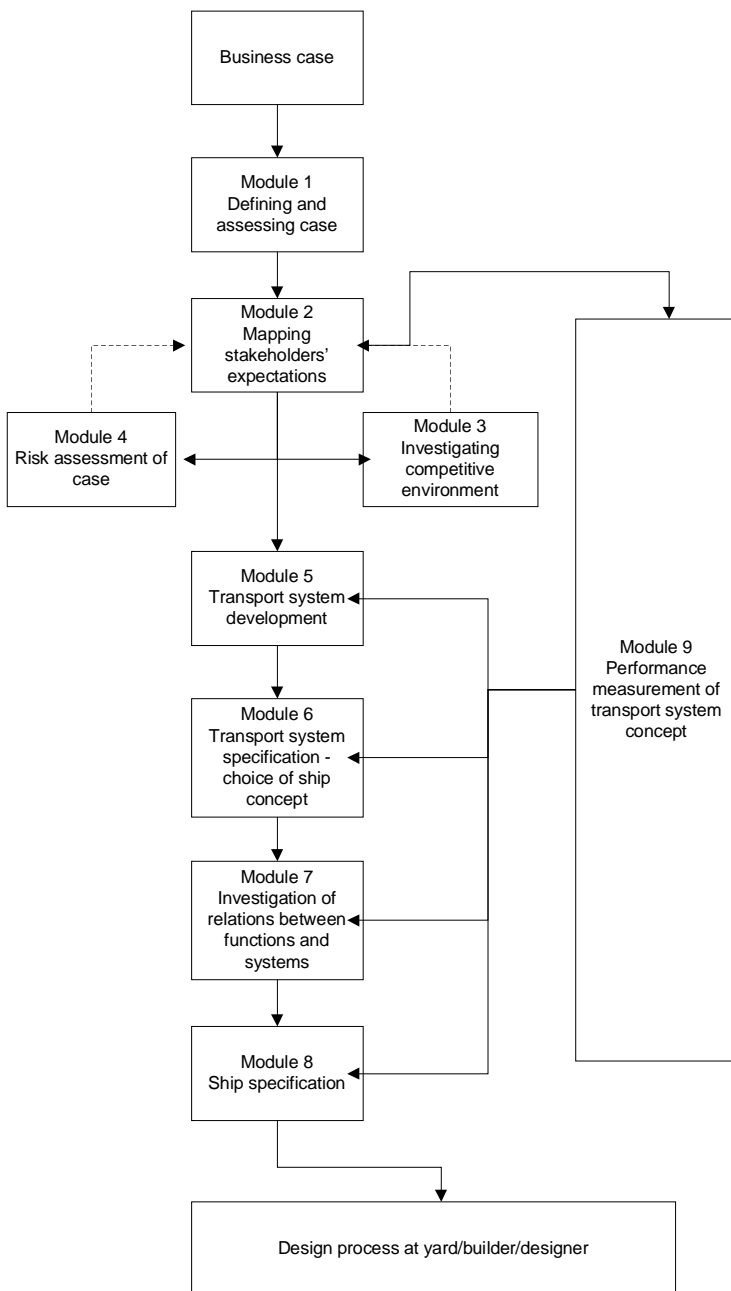 Business case
Module 1
Defining and
assessing case
Module 2
Mapping
stakeholders’
expectations
Module 4
Risk assessment of
case
Module 3
Investigating
competitive
environment
Module 5
Transport system
development
Module 6
Transport system
specification -
choice of ship
concept
Module 9
Performance
measurement of
transport system
concept
Module 7
Investigation of
relations between
functions and
systems
Module 8
Ship specification
Design process at yard/builder/designer